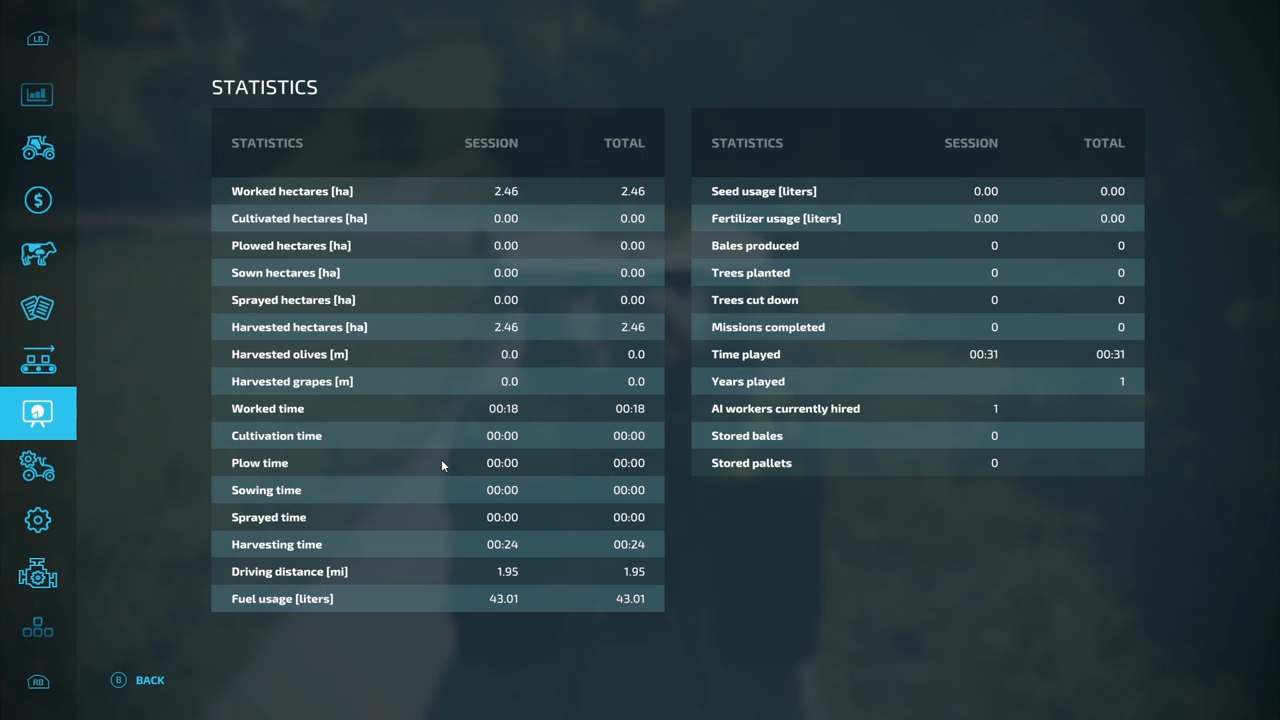 LB
STATISTICS
STATISTICS SESSION TOTAL
Worked hectares [ha] 2.46 2.46
Cultivated hectares [ha] 0.00 0.00
Plowed hectares [ha] 0.00 0.00
Sown hectares [ha] 0.00 0.00
Sprayed hectares [ha] 0.00 0.00
Harvested hectares [ha] 2.46 2.46
Harvested olives [m] 0.0 0.0
Harvested grapes [m] 0.0 0.0
Worked time 00:18 00:18
Cultivation time 00:00 00:00
Plow time 00:00 00:00
Sowing time 00:00 00:00
Sprayed time 00:00 00:00
Harvesting time 00:24 00:24
Driving distance [mi] 1.95 1.95
Fuel usage [liters] 43.01 43.01
STATISTICS SESSION TOTAL
Seed usage [liters] 0.00 0.00
Fertilizer usage [liters] 0.00 0.00
Bales produced 0 0
Trees planted 0 0
Trees cut down 0 0
Missions completed 0 0
Time played 00:31 00:31
Years played 1
AI workers currently hired 1
Stored bales 0
Stored pallets 0
RB
B BACK